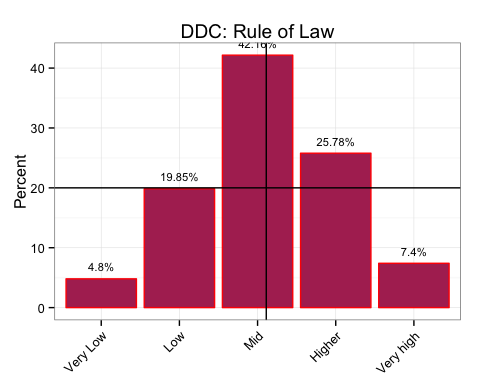 DDC: Rule of Law
Percent
40
30
20
10
0
4.8%
19.85%
42.16%
25.78%
7.4%
Very Low
Low
Mid
Higher
Very high